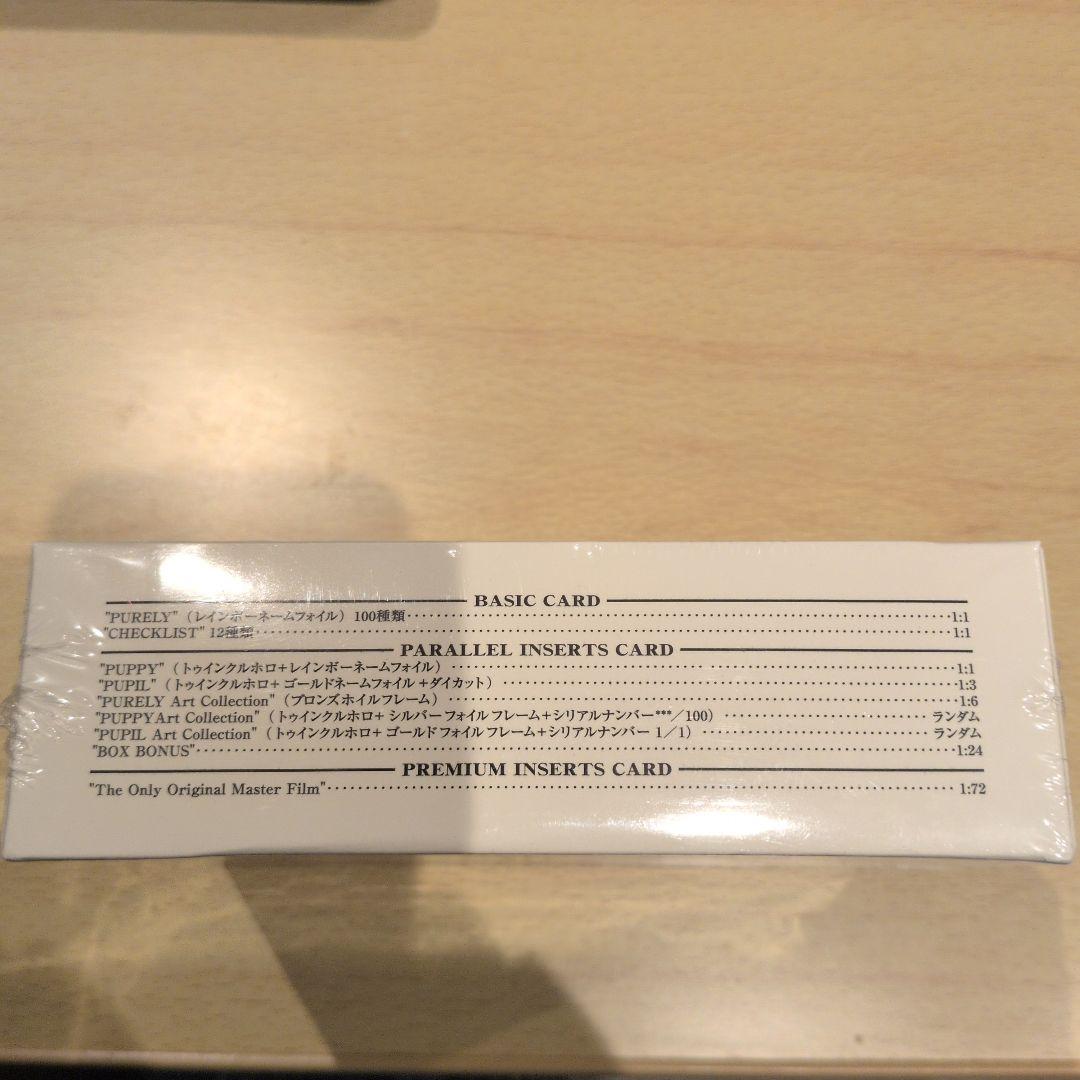 BASIC CARD
"PURELY"（レインボーネームフォイル）100種類 1:1
"CHECKLIST" 12種類 1:1
PARALLEL INSERTS CARD
"PUPPY"（トゥインクルホロ+レインボーネームフォイル） 1:1
"PUPIL"（トゥインクルホロ+ゴールドネームフォイル+ダイカット） 1:3
"PURELY Art Collection"（ブロンズホイルフレーム） 1:6
"PUPPY Art Collection"（トゥインクルホロ+シルバーフォイルフレーム+シリアルナンバー***／100） ランダム
"PUPIL Art Collection"（トゥインクルホロ+ゴールドフォイルフレーム+シリアルナンバー 1／1） ランダム
"BOX BONUS" 1:24
PREMIUM INSERTS CARD
"The Only Original Master Film" 1:72